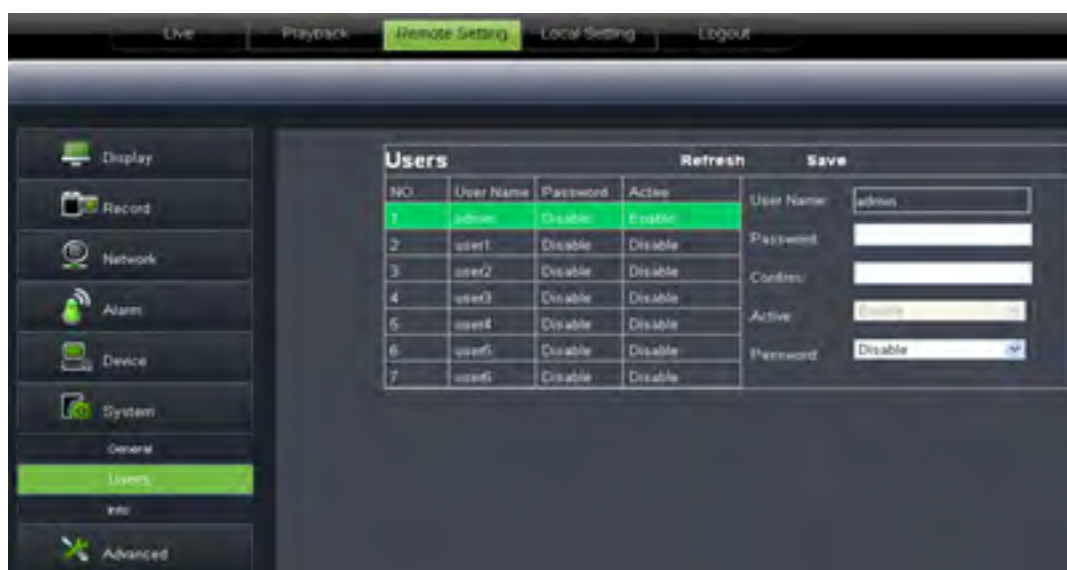 Live Playback Remote Setting Local Setting Logout
Display
Record
Network
Alarm
Device
System
General
Users
Info
Advanced
Users Refresh Save
NO. User Name Password Active
1 admin Disable Enable
2 user1 Disable Disable
3 user2 Disable Disable
4 user3 Disable Disable
5 user4 Disable Disable
6 user5 Disable Disable
7 user6 Disable Disable
User Name: admin
Password:
Confirm:
Active Enable
Password Disable